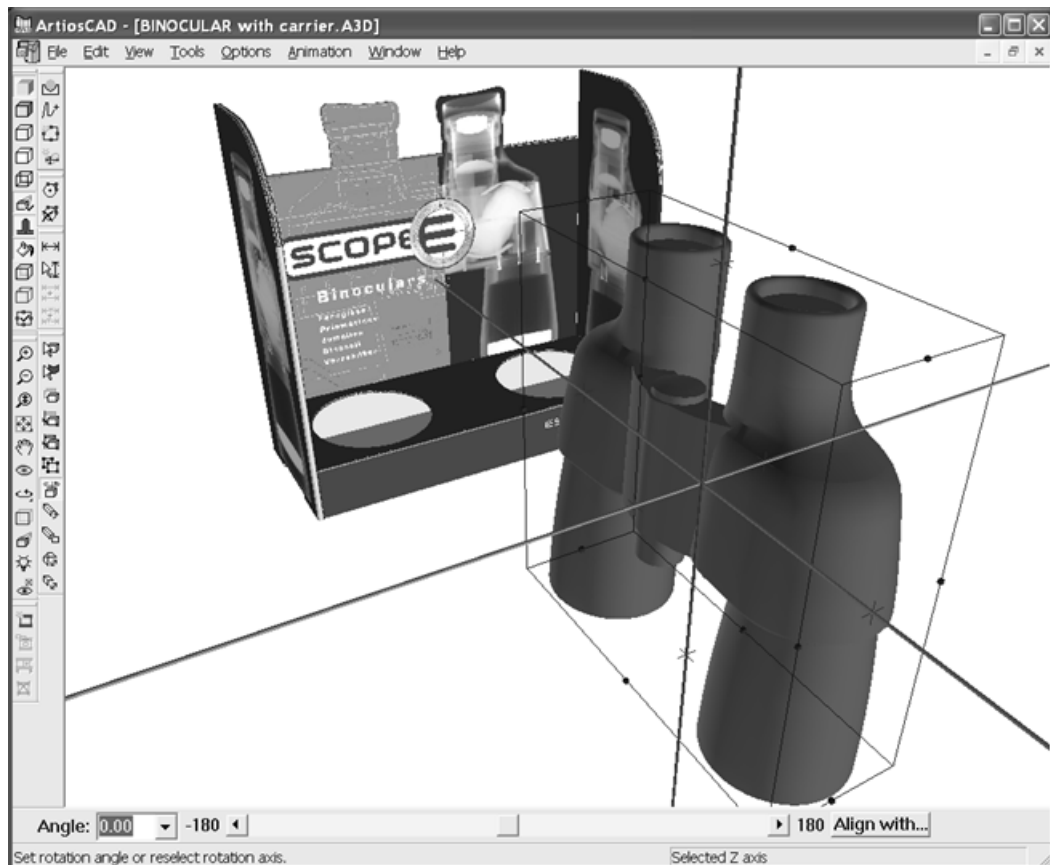 ArtiosCAD - [BINOCULAR with carrier.A3D]
File Edit View Tools Options Animation Window Help
SCOPE
Binoculars
ES
Angle: 0.00 -180 180 Align with...
Set rotation angle or reselect rotation axis.
Selected Z axis